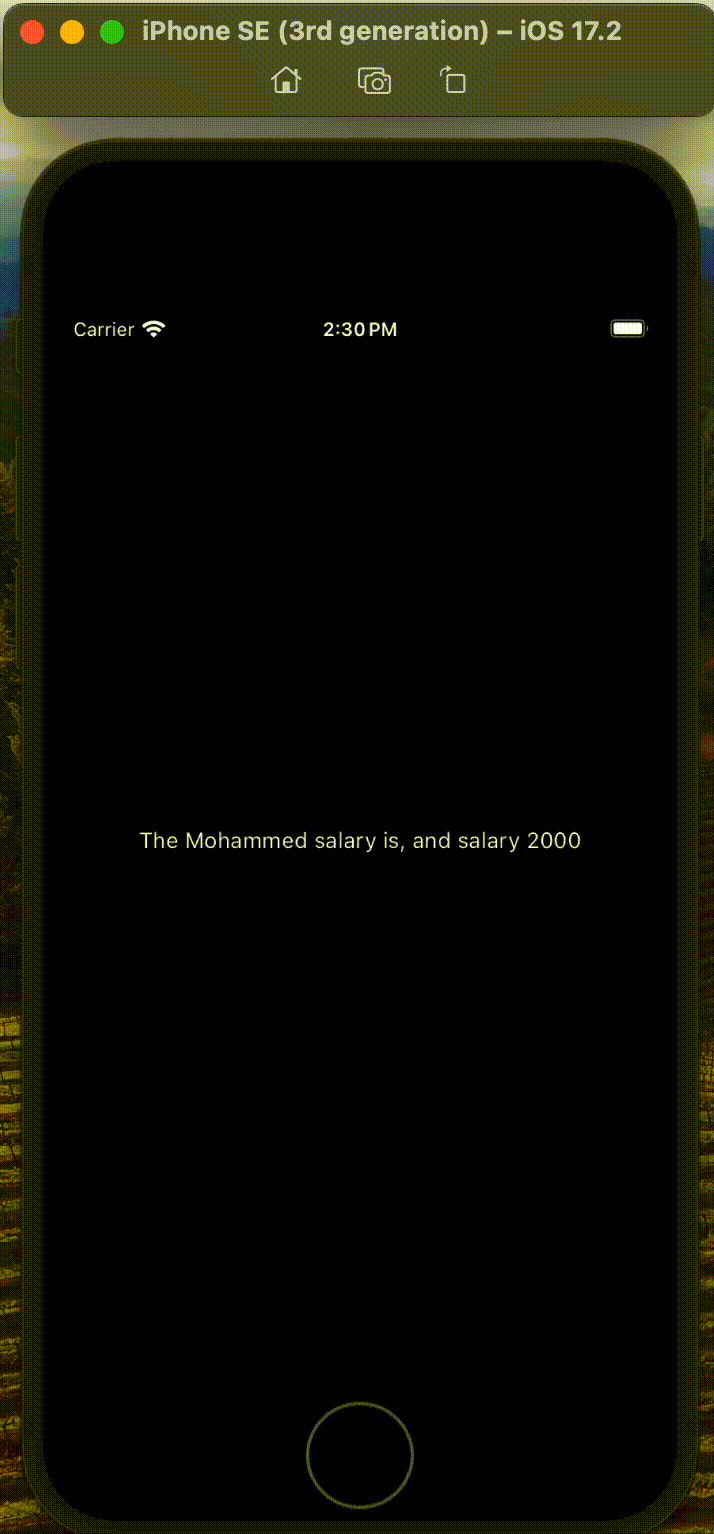 iPhone SE (3rd generation) – iOS 17.2
Carrier 2:30 PM
The Mohammed salary is, and salary 2000